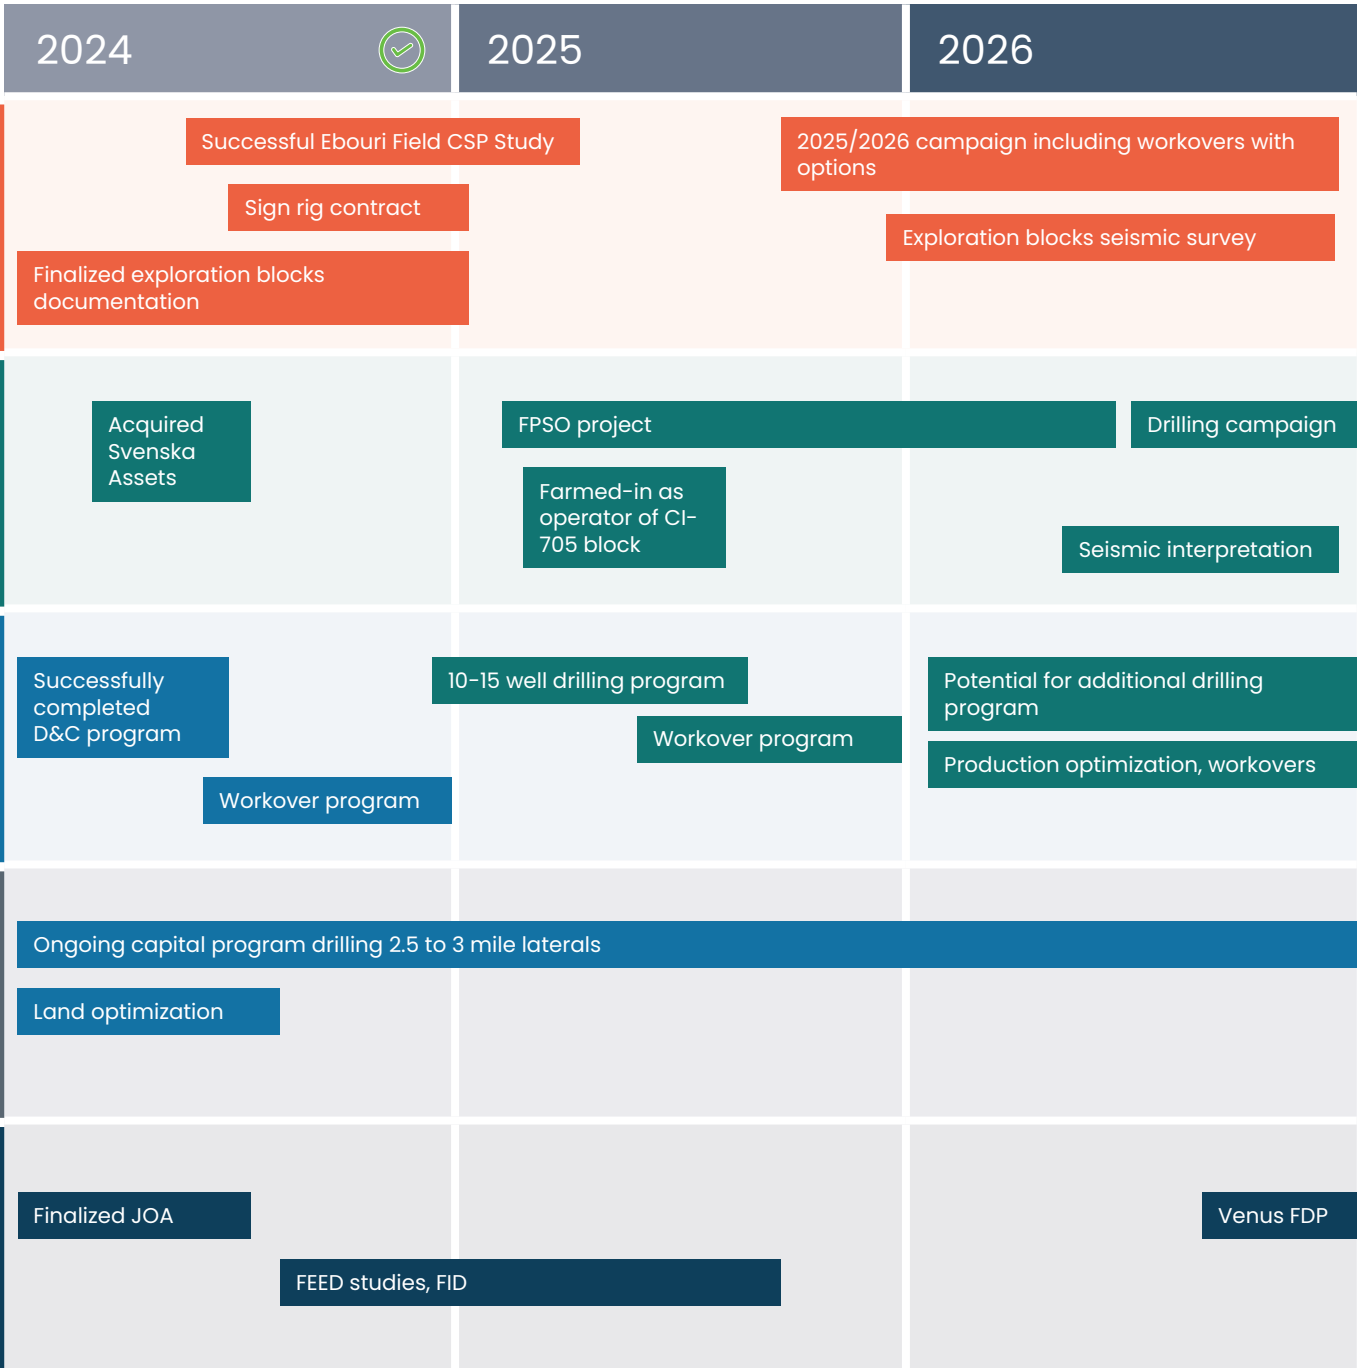 2024
2025
2026
Successful Ebouri Field CSP Study
2025/2026 campaign including workovers with
options
Sign rig contract
Exploration blocks seismic survey
Finalized exploration blocks
documentation
Acquired
Svenska
Assets
FPSO project
Drilling campaign
Farmed-in as
operator of CI-
705 block
Seismic interpretation
Successfully
completed
D&C program
10-15 well drilling program
Potential for additional drilling
program
Workover program
Production optimization, workovers
Workover program
Ongoing capital program drilling 2.5 to 3 mile laterals
Land optimization
Finalized JOA
Venus FDP
FEED studies, FID